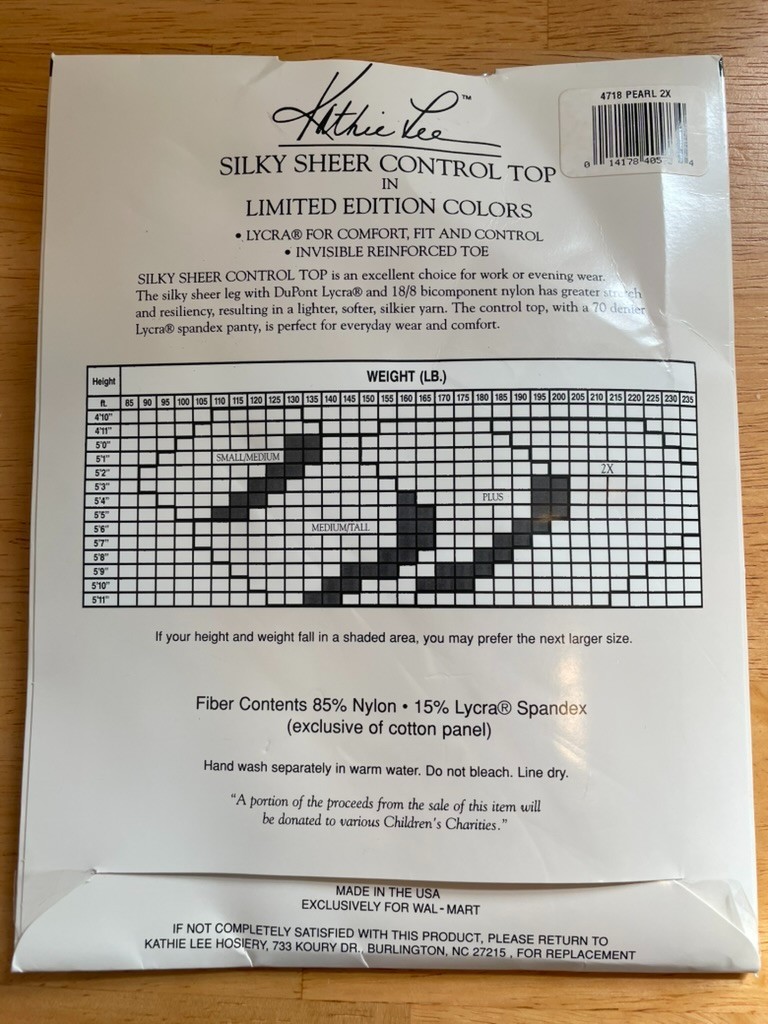 Kathie Lee™
4718 PEARL 2X
0 14178 405 4
SILKY SHEER CONTROL TOP
IN
LIMITED EDITION COLORS
• LYCRA® FOR COMFORT, FIT AND CONTROL
• INVISIBLE REINFORCED TOE
SILKY SHEER CONTROL TOP is an excellent choice for work or evening wear.
The silky sheer leg with DuPont Lycra® and 18/8 bicomponent nylon has greater stretch
and resiliency, resulting in a lighter, softer, silkier yarn. The control top, with a 70 denier
Lycra® spandex panty, is perfect for everyday wear and comfort.
Height WEIGHT (LB.)
ft. 85 90 95 100 105 110 115 120 125 130 135 140 145 150 155 160 165 170 175 180 185 190 195 200 205 210 215 220 225 230 235
4'10"
4'11"
5'0"
5'1" SMALL/MEDIUM
5'2" 2X
5'3"
5'4" PLUS
5'5"
5'6" MEDIUM/TALL
5'7"
5'8"
5'9"
5'10"
5'11"
If your height and weight fall in a shaded area, you may prefer the next larger size.
Fiber Contents 85% Nylon • 15% Lycra® Spandex
(exclusive of cotton panel)
Hand wash separately in warm water. Do not bleach. Line dry.
"A portion of the proceeds from the sale of this item will
be donated to various Children's Charities."
MADE IN THE USA
EXCLUSIVELY FOR WAL-MART
IF NOT COMPLETELY SATISFIED WITH THIS PRODUCT, PLEASE RETURN TO
KATHIE LEE HOSIERY, 733 KOURY DR., BURLINGTON, NC 27215 , FOR REPLACEMENT